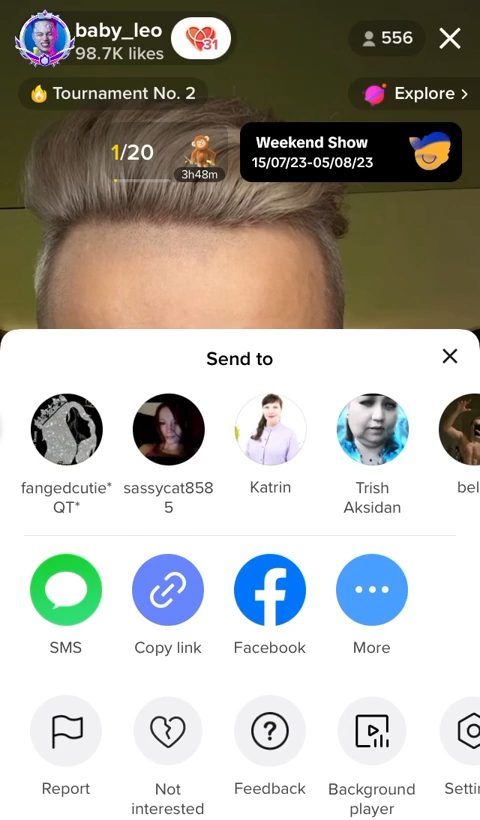 baby_leo
98.7K likes
31
556
Tournament No. 2
Explore >
1/20
3h48m
Weekend Show
15/07/23-05/08/23
Send to
fangedcutie*
QT*
sassycat858
5
Katrin
Trish
Aksidan
bel
SMS
Copy link
Facebook
More
Report
Not
interested
Feedback
Background
player
Settin